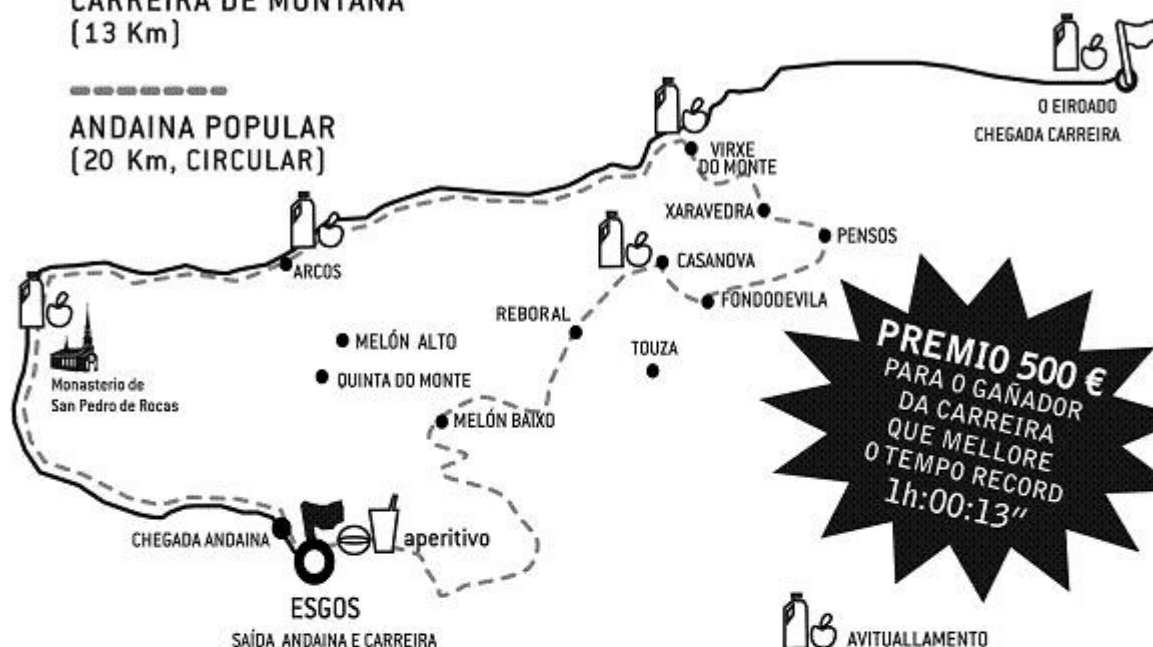 CARREIRA DE MONTAÑA
(13 Km)
ANDAINA POPULAR
(20 Km, CIRCULAR)
O EIROADO
CHEGADA CARREIRA
VIRXE
DO MONTE
XARAVEDRA
PENSOS
CASANOVA
ARCOS
FONDODEVILA
REBORAL
MELÓN ALTO
TOUZA
Monasterio de
San Pedro de Rocas
QUINTA DO MONTE
MELÓN BAIXO
PREMIO 500 €
PARA O GAÑADOR
DA CARREIRA
QUE MELLORE
O TEMPO RECORD
1h:00:13”
CHEGADA ANDAINA
aperitivo
ESGOS
SAÍDA ANDAINA E CARREIRA
AVITUALLAMENTO